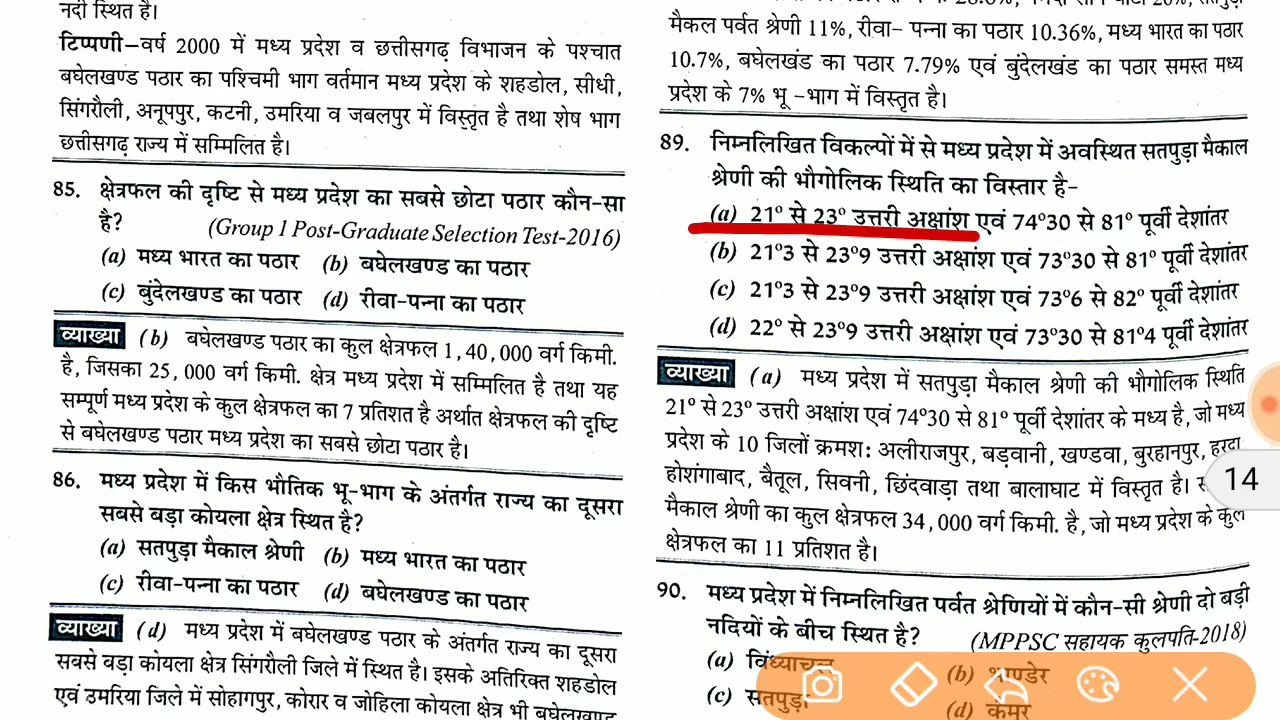 नदी स्थित है।
टिप्पणी–वर्ष 2000 में मध्य प्रदेश व छत्तीसगढ़ विभाजन के पश्चात
बघेलखण्ड पठार का पश्चिमी भाग वर्तमान मध्य प्रदेश के शहडोल, सीधी,
सिंगरौली, अनूपपुर, कटनी, उमरिया व जबलपुर में विस्तृत है तथा शेष भाग
छत्तीसगढ़ राज्य में सम्मिलित है।
85. क्षेत्रफल की दृष्टि से मध्य प्रदेश का सबसे छोटा पठार कौन-सा
है? (Group 1 Post-Graduate Selection Test-2016)
(a) मध्य भारत का पठार (b) बघेलखण्ड का पठार
(c) बुंदेलखण्ड का पठार (d) रीवा-पन्ना का पठार
व्याख्या (b) बघेलखण्ड पठार का कुल क्षेत्रफल 1,40,000 वर्ग किमी.
है, जिसका 25,000 वर्ग किमी. क्षेत्र मध्य प्रदेश में सम्मिलित है तथा यह
सम्पूर्ण मध्य प्रदेश के कुल क्षेत्रफल का 7 प्रतिशत है अर्थात क्षेत्रफल की दृष्टि
से बघेलखण्ड पठार मध्य प्रदेश का सबसे छोटा पठार है।
86. मध्य प्रदेश में किस भौतिक भू-भाग के अंतर्गत राज्य का दूसरा
सबसे बड़ा कोयला क्षेत्र स्थित है?
(a) सतपुड़ा मैकाल श्रेणी (b) मध्य भारत का पठार
(c) रीवा-पन्ना का पठार (d) बघेलखण्ड का पठार
व्याख्या (d) मध्य प्रदेश में बघेलखण्ड पठार के अंतर्गत राज्य का दूसरा
सबसे बड़ा कोयला क्षेत्र सिंगरौली जिले में स्थित है। इसके अतिरिक्त शहडोल
एवं उमरिया जिले में सोहागपुर, कोरार व जोहिला कोयला क्षेत्र भी बघेलखण्ड
मैकल पर्वत श्रेणी 11%, रीवा- पन्ना का पठार 10.36%, मध्य भारत का पठार
10.7%, बघेलखंड का पठार 7.79% एवं बुंदेलखंड का पठार समस्त मध्य
प्रदेश के 7% भू -भाग में विस्तृत है।
89. निम्नलिखित विकल्पों में से मध्य प्रदेश में अवस्थित सतपुड़ा मैकाल
श्रेणी की भौगोलिक स्थिति का विस्तार है-
(a) 21° से 23° उत्तरी अक्षांश एवं 74°30 से 81° पूर्वी देशांतर
(b) 21°3 से 23°9 उत्तरी अक्षांश एवं 73°30 से 81° पूर्वी देशांतर
(c) 21°3 से 23°9 उत्तरी अक्षांश एवं 73°6 से 82° पूर्वी देशांतर
(d) 22° से 23°9 उत्तरी अक्षांश एवं 73°30 से 81°4 पूर्वी देशांतर
व्याख्या (a) मध्य प्रदेश में सतपुड़ा मैकाल श्रेणी की भौगोलिक स्थिति
21° से 23° उत्तरी अक्षांश एवं 74°30 से 81° पूर्वी देशांतर के मध्य है, जो मध्य
प्रदेश के 10 जिलों क्रमश: अलीराजपुर, बड़वानी, खण्डवा, बुरहानपुर, हरदा
होशंगाबाद, बैतूल, सिवनी, छिंदवाड़ा तथा बालाघाट में विस्तृत है।
मैकाल श्रेणी का कुल क्षेत्रफल 34,000 वर्ग किमी. है, जो मध्य प्रदेश के कुल
क्षेत्रफल का 11 प्रतिशत है।
14
90. मध्य प्रदेश में निम्नलिखित पर्वत श्रेणियों में कौन-सी श्रेणी दो बड़ी
नदियों के बीच स्थित है? (MPPSC सहायक कुलपति-2018)
(a) विंध्याचल (b) भाण्डेर
(c) सतपुड़ा (d) कैमर